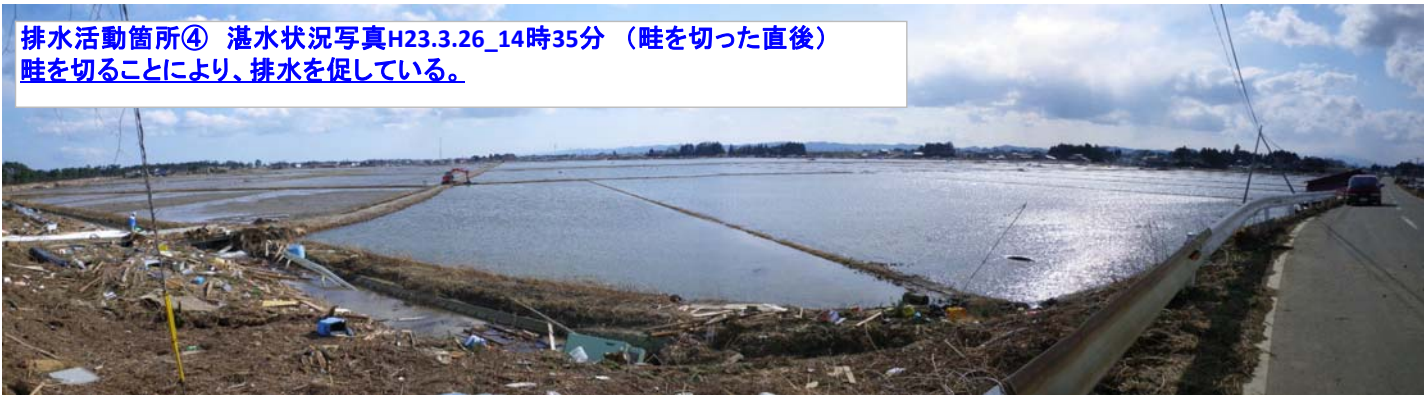 排水活動箇所④　湛水状況写真H23.3.26_14時35分　（畦を切った直後）
畦を切ることにより、排水を促している。